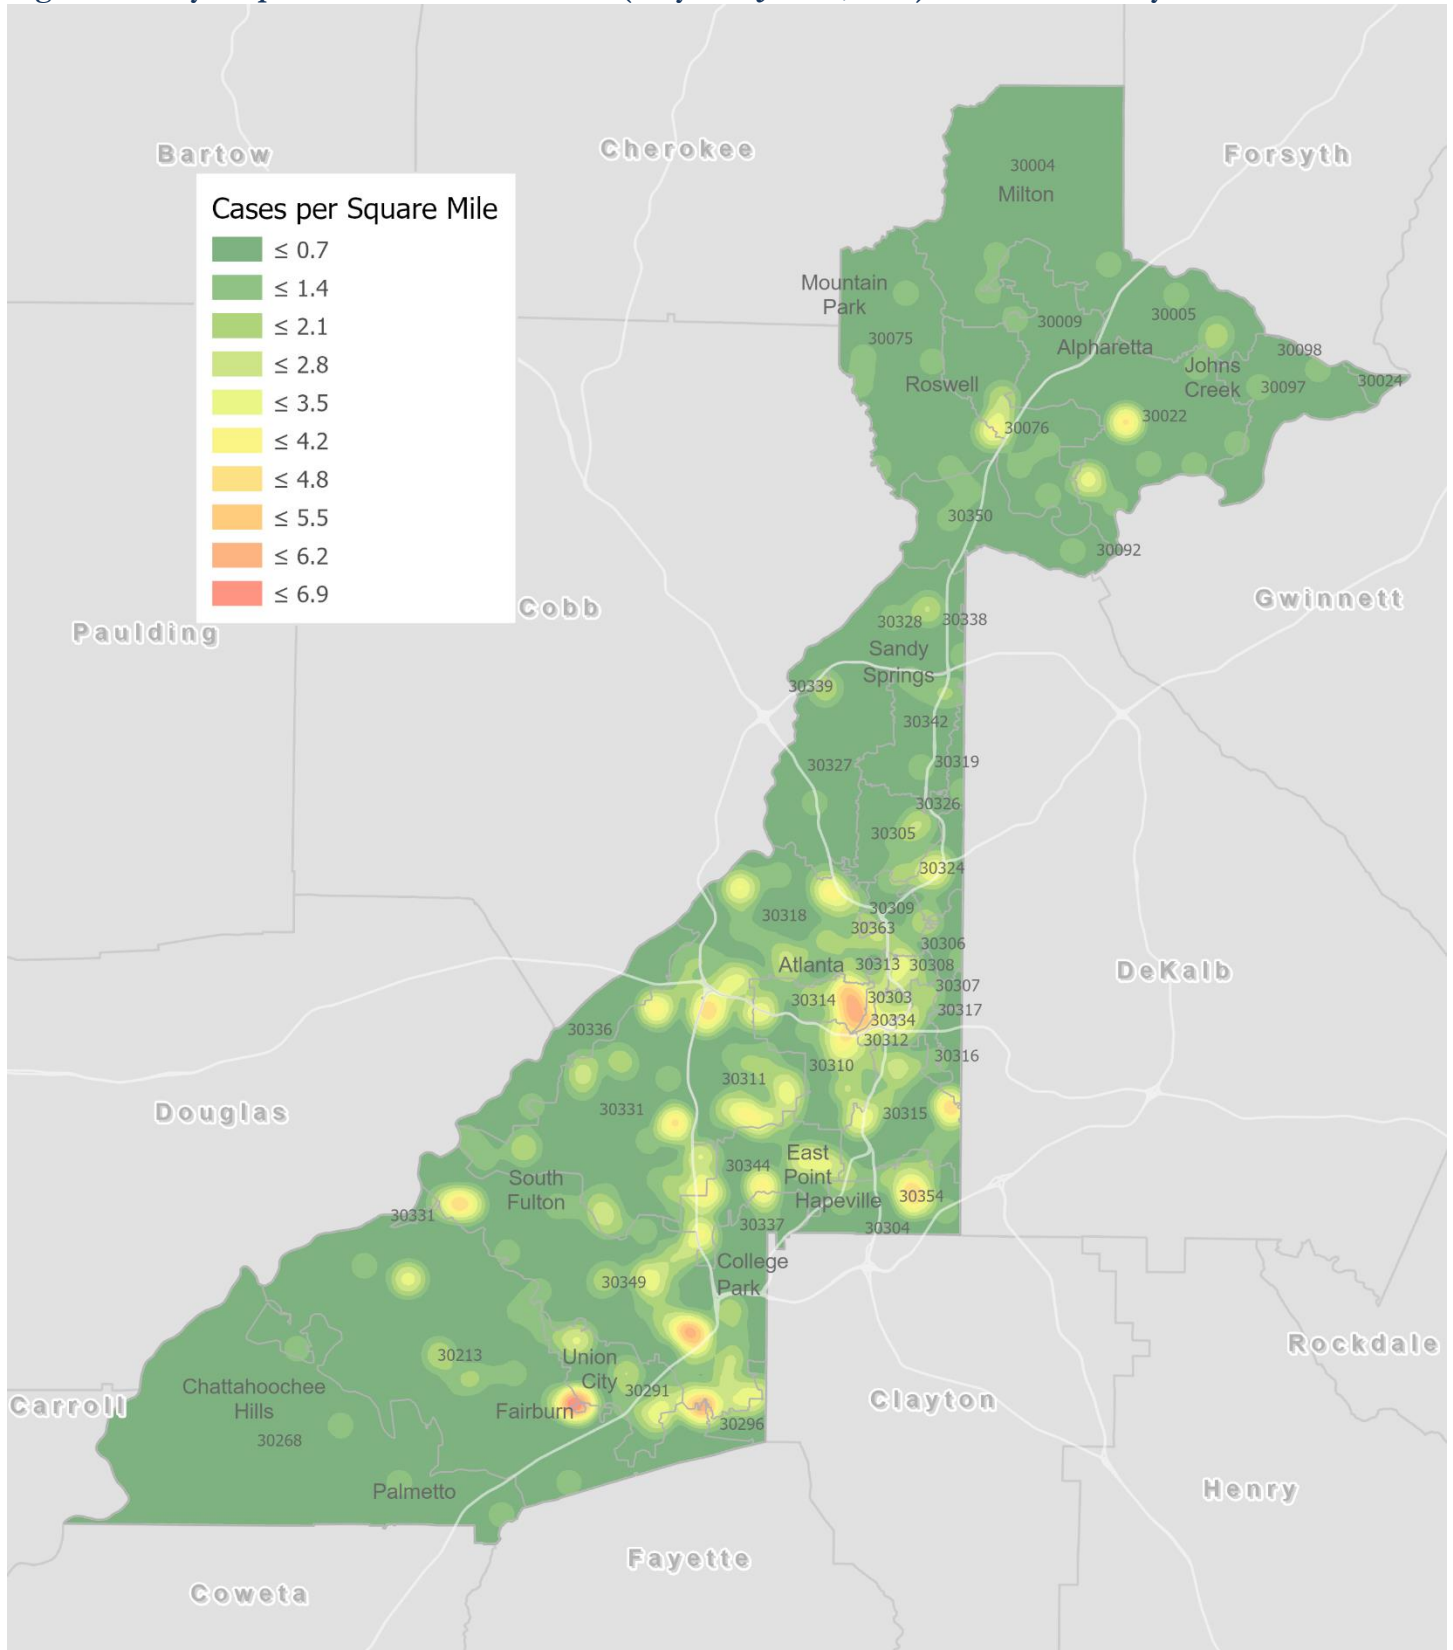 Bartow
Cherokee
Forsyth
Cases per Square Mile
≤ 0.7
≤ 1.4
≤ 2.1
≤ 2.8
≤ 3.5
≤ 4.2
≤ 4.8
≤ 5.5
≤ 6.2
≤ 6.9
30004
Milton
Mountain
Park
30075
30009
30005
Alpharetta
30098
Johns
Creek
30097
30024
Roswell
30076
30022
30350
30092
Cobb
Gwinnett
Paulding
30328
30338
Sandy
Springs
30339
30342
30327
30319
30326
30305
30324
30318
30309
30363
30306
Atlanta
30313
30308
DeKalb
30307
30314
30303
30317
30334
30336
30312
30316
30310
30311
Douglas
30331
30315
30344
East
Point
South
Fulton
Hapeville
30354
30331
30337
30304
College
Park
30349
Rockdale
30213
Union
City
30291
Chattahoochee
Hills
Carroll
Fairburn
30296
Clayton
30268
Palmetto
Henry
Fayette
Coweta